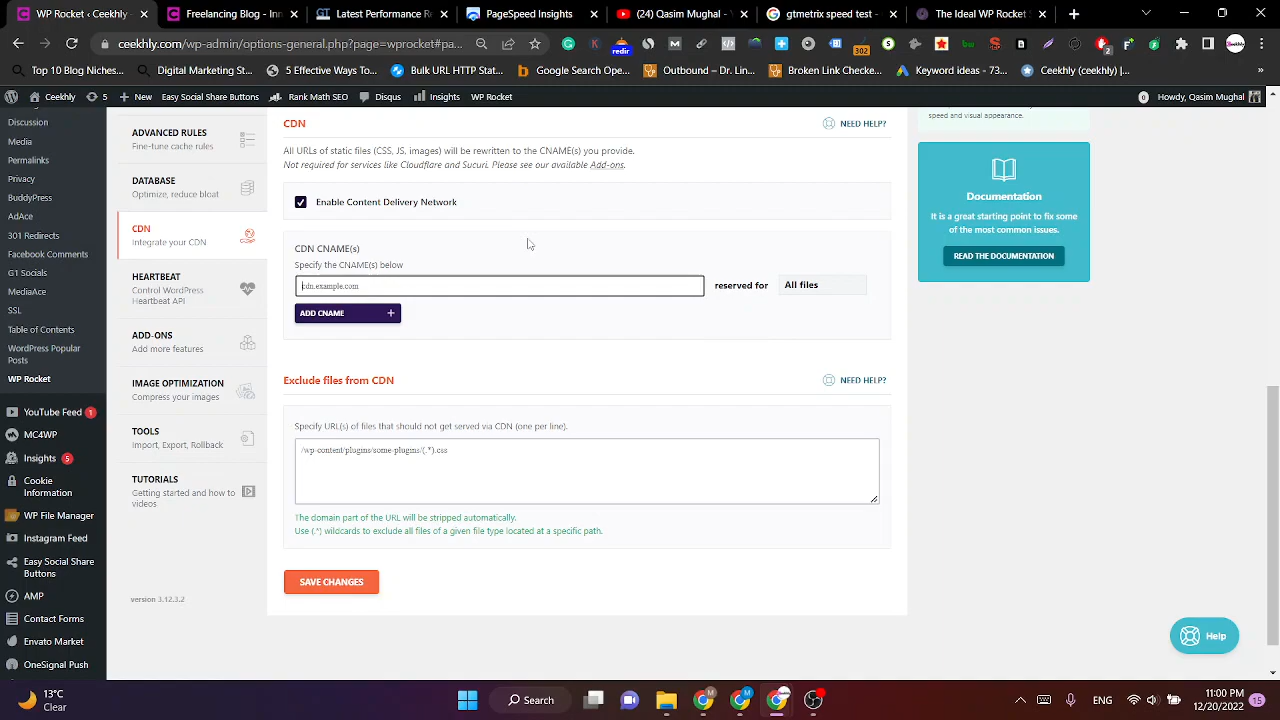 WP Rocket - Ceekly — WordPress
Freelancing Blog - Inn
Latest Performance Re
PageSpeed Insights
(24) Qasim Mughal - Y
gtmetrix speed test -
The Ideal WP Rocket S
ceekly.com/wp-admin/options-general.php?page=wprocket#pa...
redir
302
2
Top 10 Rocket Niches...
Digital Marketing Str...
5 Effective Ways To...
Bulk URL HTTP Stat...
Google Search Ope...
Outbound – Dr. Lin...
Broken Link Checke...
Keyword – 73...
Ceekhly (J...
»
Ceekhly
5
New
Easy Social Share Buttons
Rank Math SEO
Disqus
Insights
WP Rocket
0
Howdy, Qasim Mughal
Discussion
Media
Permalinks
Privacy
BuddyPress
AdAce
301 Redirects
Facebook Comments
G1 Socials
Members
SSL
Table of Contents
WordPress Popular
Posts
WP Rocket
YouTube Feed 1
MC4WP
Insights 5
Cookie
Information
WP File Manager
Instagram Feed
Easy Social Share
Buttons
AMP
Contact Forms
Envato Market
OneSignal Push
ADVANCED RULES
Fine-tune cache rules
DATABASE
Optimize, reduce bloat
CDN
Integrate your CDN
HEARTBEAT
Control WordPress
Heartbeat API
ADD-ONS
Add more features
IMAGE OPTIMIZATION
Compress your images
TOOLS
Import, Export, Rollback
TUTORIALS
Getting started and how to
videos
version 3.12.3.2
CDN
NEED HELP?
All URLs of static files (CSS, JS, images) will be rewritten to the CNAME(s) you provide.
Not required for services like Cloudflare and Sucuri. Please see our available Add-ons.
Enable Content Delivery Network
CDN CNAME(s)
Specify the CNAME(s) below
cdn.example.com
reserved for
All files
ADD CNAME +
Exclude files from CDN
NEED HELP?
Specify URL(s) of files that should not get served via CDN (one per line).
/wp-content/plugins/some-plugins/(.*).css
The domain part of the URL will be stripped automatically.
Use (.*) wildcards to exclude all files of a given file type located at a specific path.
SAVE CHANGES
speed and visual appearance.
Documentation
It is a great starting point to fix some
of the most common issues.
READ THE DOCUMENTATION
Help
13°C
Clear
Search
ENG
11:00 PM
12/20/2022
15